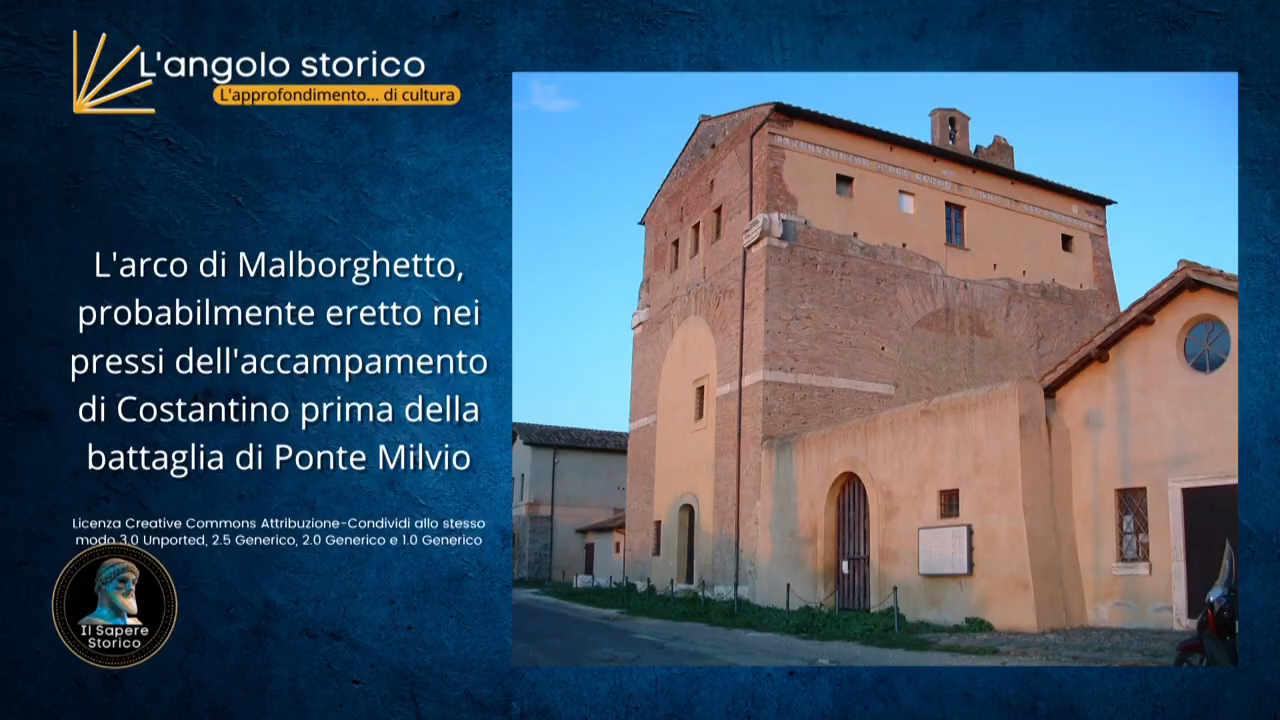 L'angolo storico
L'approfondimento... di cultura
L'arco di Malborghetto,
probabilmente eretto nei
pressi dell'accampamento
di Costantino prima della
battaglia di Ponte Milvio
Licenza Creative Commons Attribuzione-Condividi allo stesso
modo 3.0 Unported, 2.5 Generico, 2.0 Generico e 1.0 Generico
Il Sapere
Storico